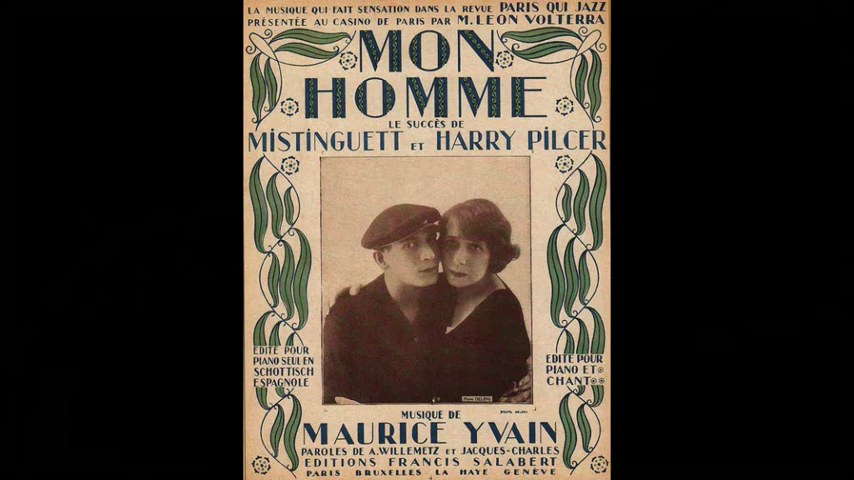 LA MUSIQUE QUI FAIT SENSATION DANS LA REVUE PARIS QUI JAZZ
PRÉSENTÉE AU CASINO DE PARIS PAR M. LEON VOLTERRA
MON
HOMME
LE SUCCÈS DE
MISTINGUETT ET HARRY PILCER
EDITÉ POUR
PIANO SEUL EN
SCHOTTISCH
ESPAGNOLE
EDITÉ POUR
PIANO ET
CHANT
MUSIQUE DE
MAURICE YVAIN
PAROLES DE A. WILLEMETZ ET JACQUES-CHARLES
EDITIONS FRANCIS SALABERT
PARIS BRUXELLES LA HAYE GENÈVE